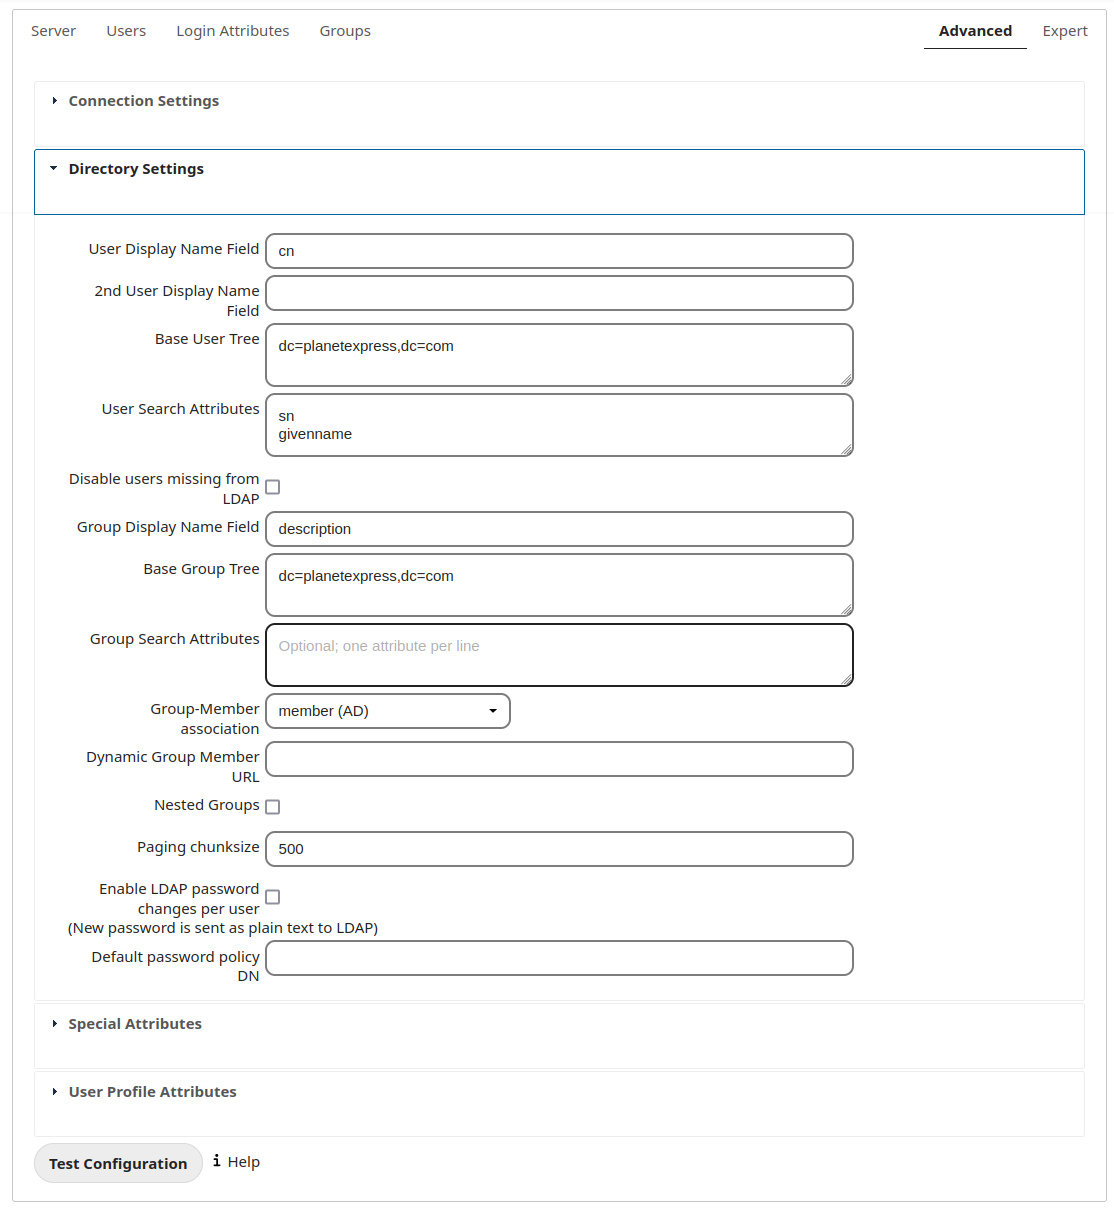 Server Users Login Attributes Groups Advanced Expert
Connection Settings
Directory Settings
User Display Name Field cn
2nd User Display Name
Field
Base User Tree dc=planetexpress,dc=com
User Search Attributes sn
givenname
Disable users missing from
LDAP
Group Display Name Field description
Base Group Tree dc=planetexpress,dc=com
Group Search Attributes Optional; one attribute per line
Group-Member
association
member (AD)
Dynamic Group Member
URL
Nested Groups
Paging chunksize 500
Enable LDAP password
changes per user
(New password is sent as plain text to LDAP)
Default password policy
DN
Special Attributes
User Profile Attributes
Test Configuration i Help